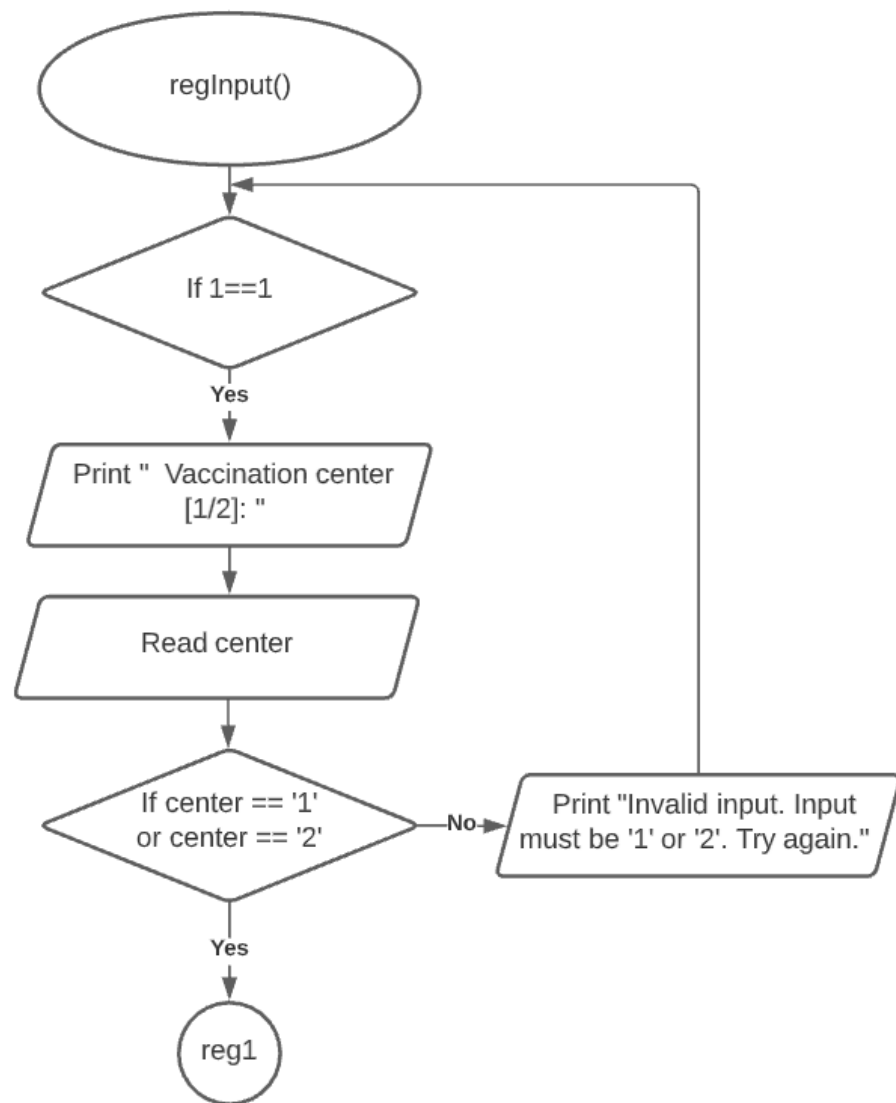 regInput()
If 1==1
Yes
Print "  Vaccination center
[1/2]: "
Read center
If center == '1'
or center == '2'
No
Print "Invalid input. Input
must be '1' or '2'. Try again."
Yes
reg1